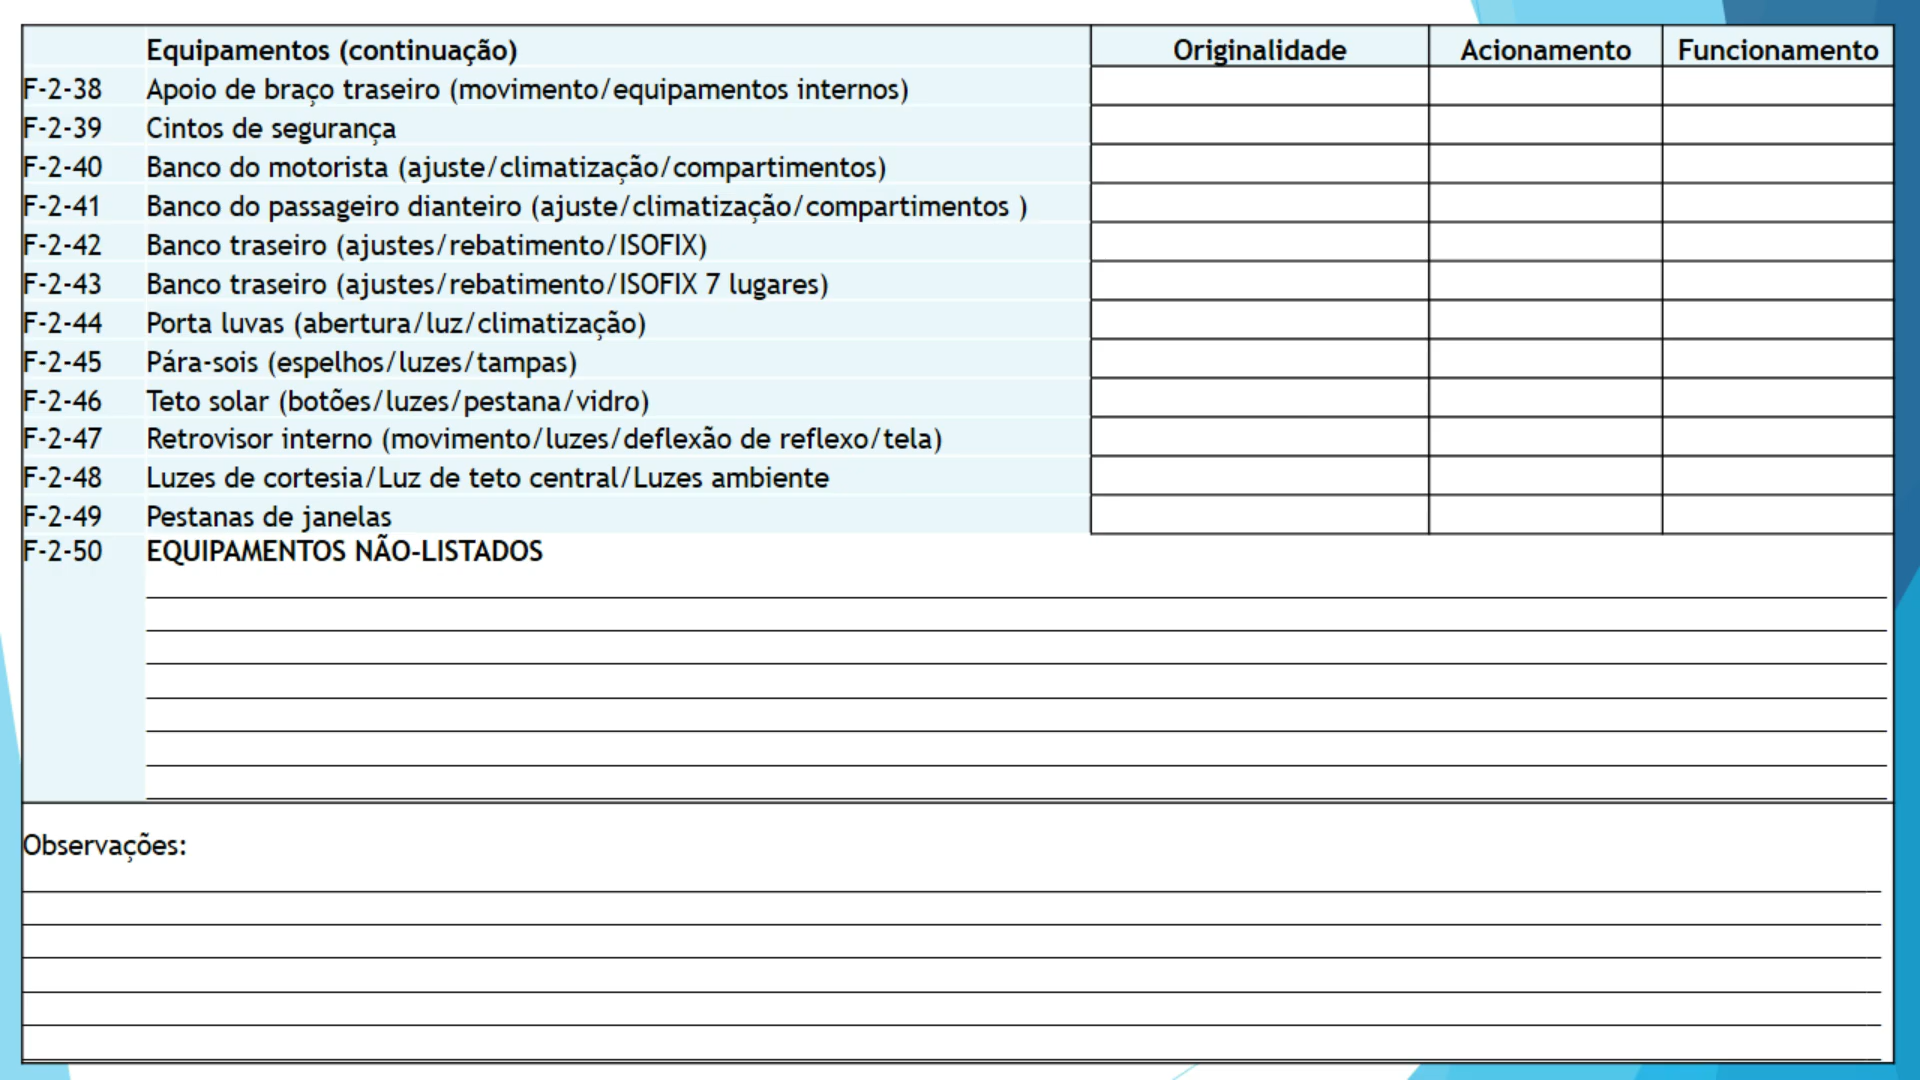 Equipamentos (continuação) Originalidade Acionamento Funcionamento
F-2-38 Apoio de braço traseiro (movimento/equipamentos internos)
F-2-39 Cintos de segurança
F-2-40 Banco do motorista (ajuste/climatização/compartimentos)
F-2-41 Banco do passageiro dianteiro (ajuste/climatização/compartimentos )
F-2-42 Banco traseiro (ajustes/rebatimento/ISOFIX)
F-2-43 Banco traseiro (ajustes/rebatimento/ISOFIX 7 lugares)
F-2-44 Porta luvas (abertura/luz/climatização)
F-2-45 Pára-sois (espelhos/luzes/tampas)
F-2-46 Teto solar (botões/luzes/pestana/vidro)
F-2-47 Retrovisor interno (movimento/luzes/deflexão de reflexo/tela)
F-2-48 Luzes de cortesia/Luz de teto central/Luzes ambiente
F-2-49 Pestanas de janelas
F-2-50 EQUIPAMENTOS NÃO-LISTADOS
Observações: